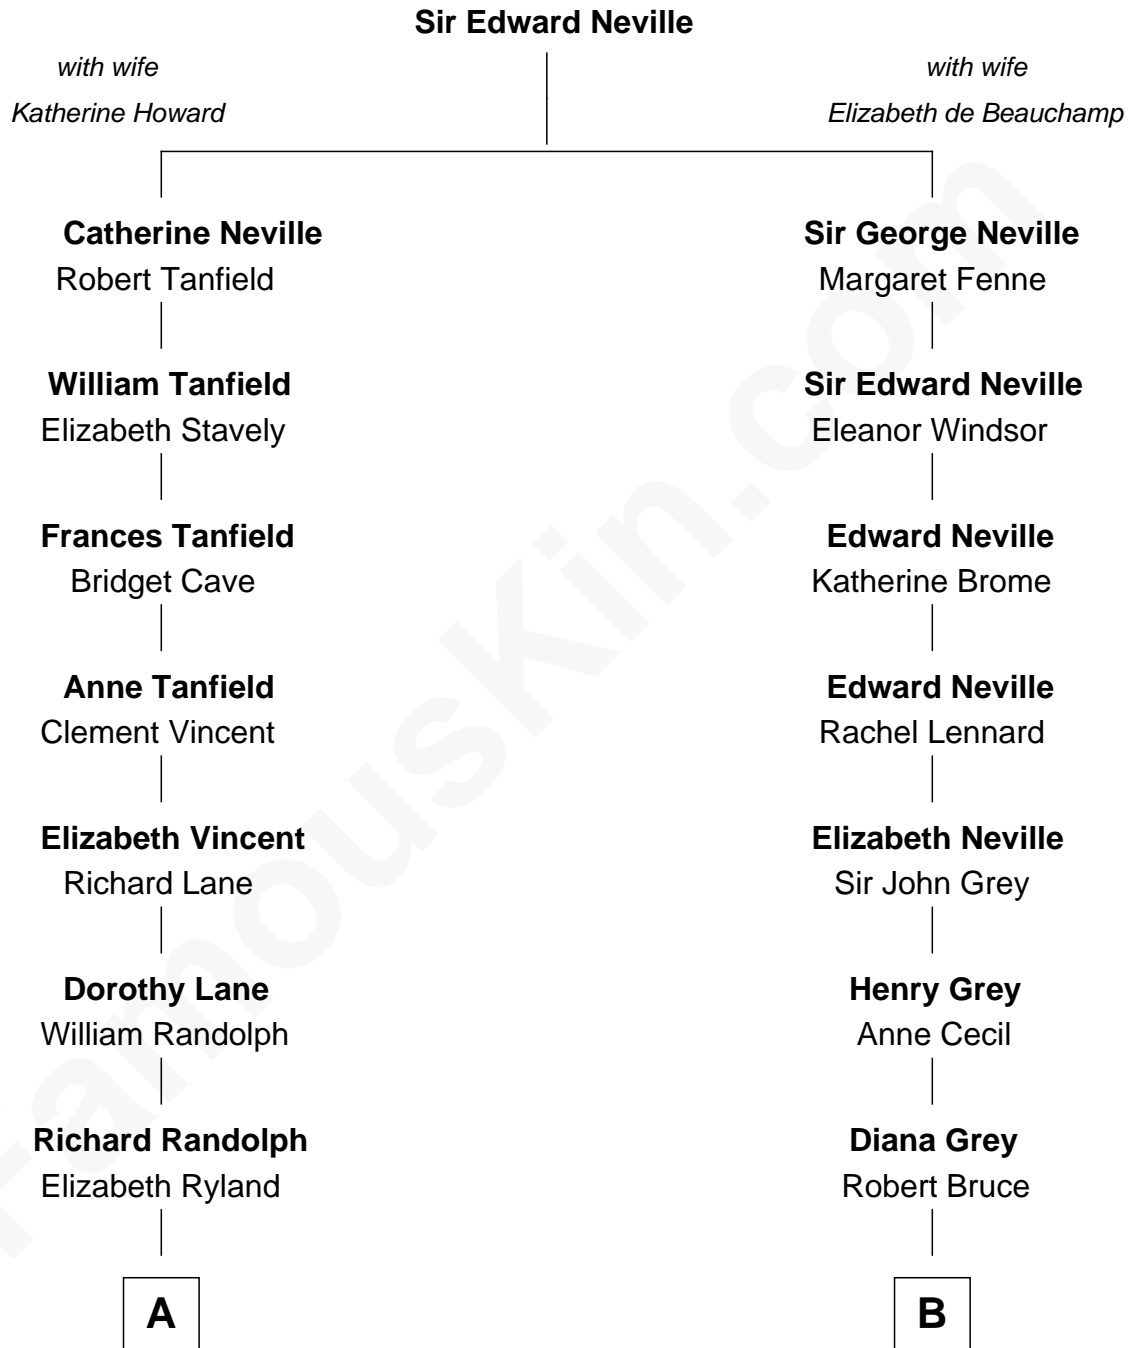 Sir Edward Neville
with wife
Katherine Howard
with wife
Elizabeth de Beauchamp
Catherine Neville
Robert Tanfield
Sir George Neville
Margaret Fenne
William Tanfield
Elizabeth Stavely
Sir Edward Neville
Eleanor Windsor
Frances Tanfield
Bridget Cave
Edward Neville
Katherine Brome
Anne Tanfield
Clement Vincent
Edward Neville
Rachel Lennard
Elizabeth Vincent
Richard Lane
Elizabeth Neville
Sir John Grey
Dorothy Lane
William Randolph
Henry Grey
Anne Cecil
Richard Randolph
Elizabeth Ryland
Diana Grey
Robert Bruce
A
B
FamousKin.com